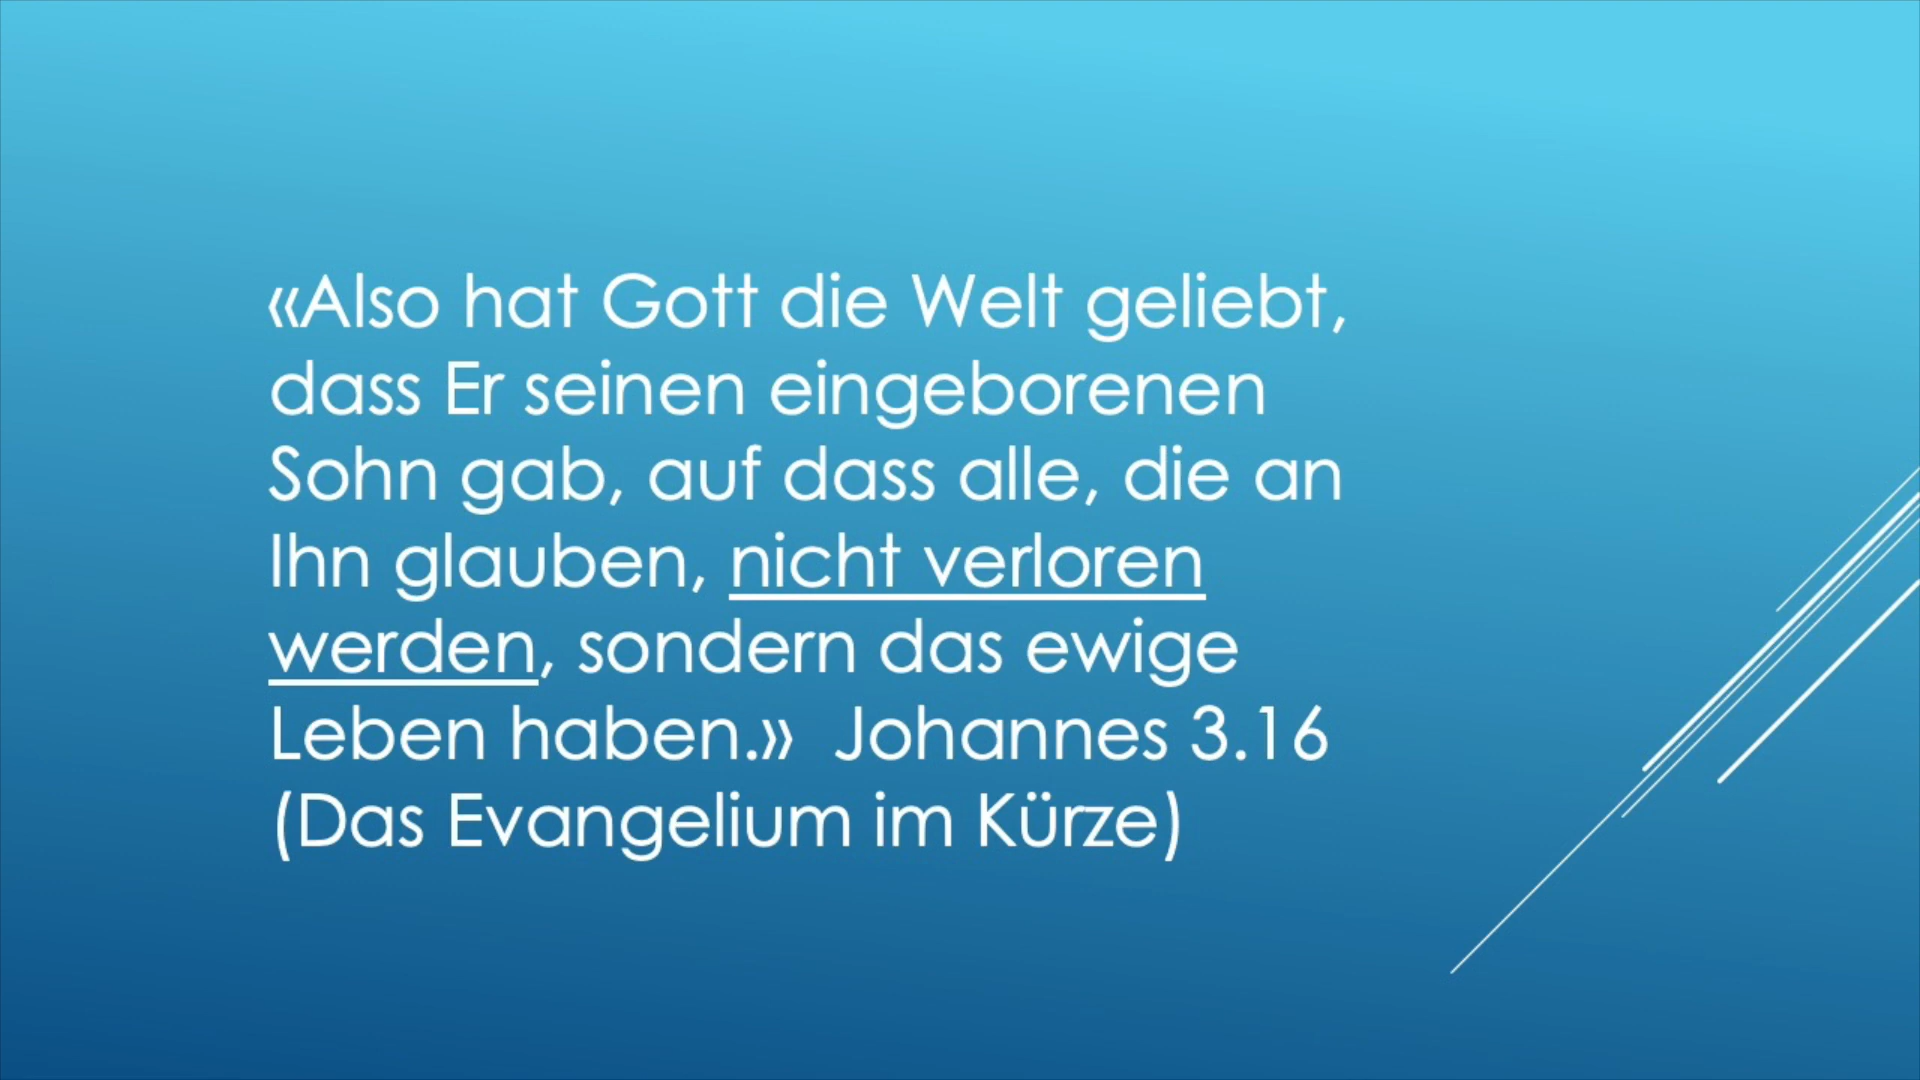 «Also hat Gott die Welt geliebt,
dass Er seinen eingeborenen
Sohn gab, auf dass alle, die an
Ihn glauben, nicht verloren
werden, sondern das ewige
Leben haben.»  Johannes 3.16
(Das Evangelium im Kürze)